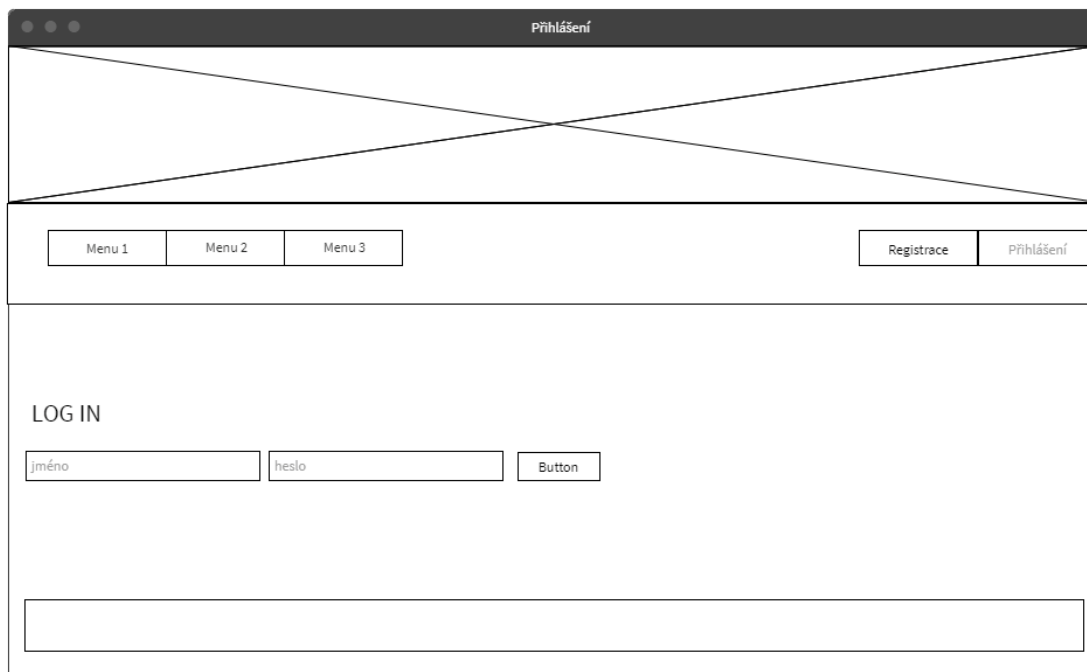 Přihlášení
Menu 1 Menu 2 Menu 3 Registrace Přihlášení
LOG IN
jméno heslo Button